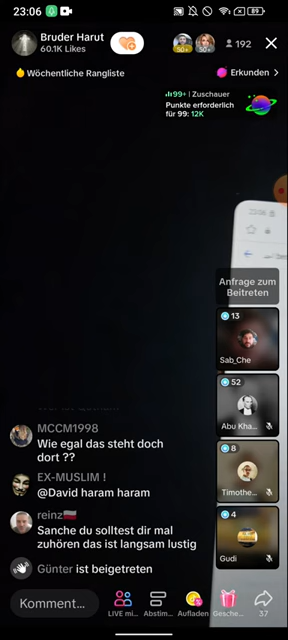 23:06
89
Bruder Harut
60.1K Likes
50+
50+
192
Wöchentliche Rangliste
Erkunden >
99+ | Zuschauer
Punkte erforderlich
für 99: 12K
Anfrage zum
Beitreten
13
Sab_Che
52
Abu Kha...
8
Timothe...
4
Gudi
MCCM1998
Wie egal das steht doch
dort ??
EX-MUSLIM !
@David haram haram
reinz
Sanche du solltest dir mal
zuhören das ist langsam lustig
Günter ist beigetreten
Komment...
LIVE mi...
Abstim...
Aufladen
Gesche...
37